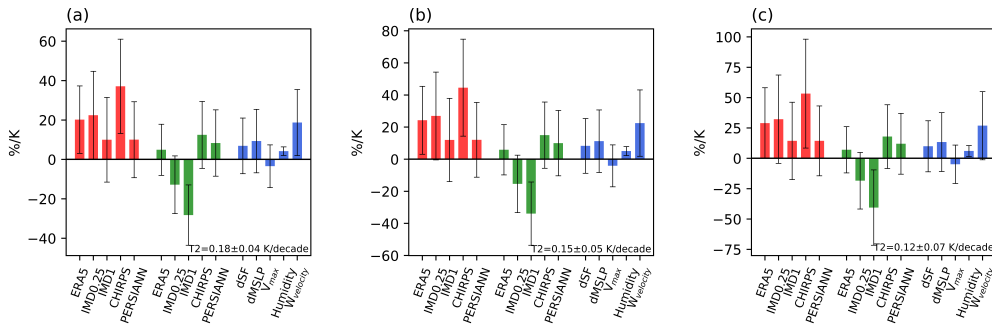 (a)
%/K
60
40
20
0
−20
−40
T2=0.18±0.04 K/decade
ERA5
IMD0.25
IMD1
CHIRPS
PERSIANN
ERA5
IMD0.25
IMD1
CHIRPS
PERSIANN
dSF
dMSLP
Vmax
Humidity
Wvelocity
(b)
%/K
80
60
40
20
0
−20
−40
−60
T2=0.15±0.05 K/decade
ERA5
IMD0.25
IMD1
CHIRPS
PERSIANN
ERA5
IMD0.25
IMD1
CHIRPS
PERSIANN
dSF
dMSLP
Vmax
Humidity
Wvelocity
(c)
%/K
100
75
50
25
0
−25
−50
−75
T2=0.12±0.07 K/decade
ERA5
IMD0.25
IMD1
CHIRPS
PERSIANN
ERA5
IMD0.25
IMD1
CHIRPS
PERSIANN
dSF
dMSLP
Vmax
Humidity
Wvelocity